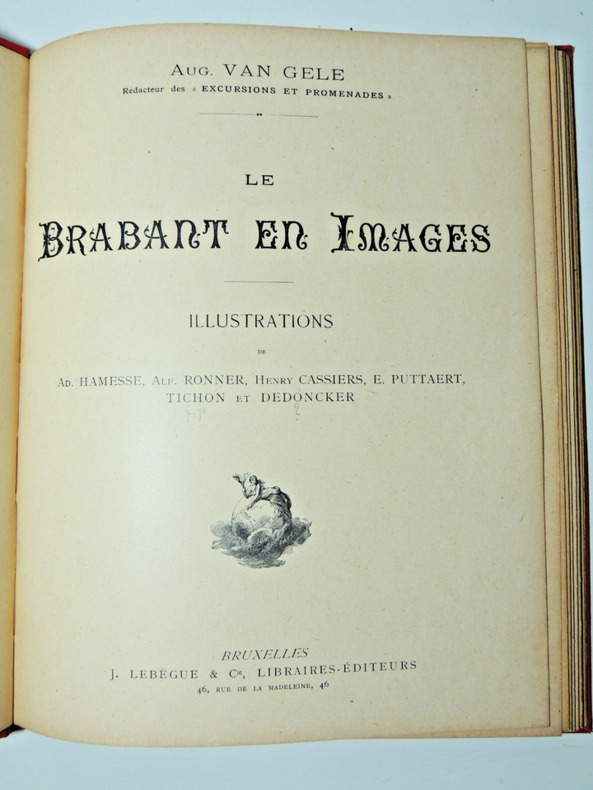 Aug. VAN GELE
Rédacteur des « EXCURSIONS ET PROMENADES »
LE
BRABANT EN IMAGES
ILLUSTRATIONS
DE
Ad. HAMESSE, Alf. RONNER, Henry CASSIERS, E. PUTTAERT,
TICHON ET DEDONCKER
BRUXELLES
J. LEBÈGUE & Cie, LIBRAIRES-ÉDITEURS
46, RUE DE LA MADELEINE, 46